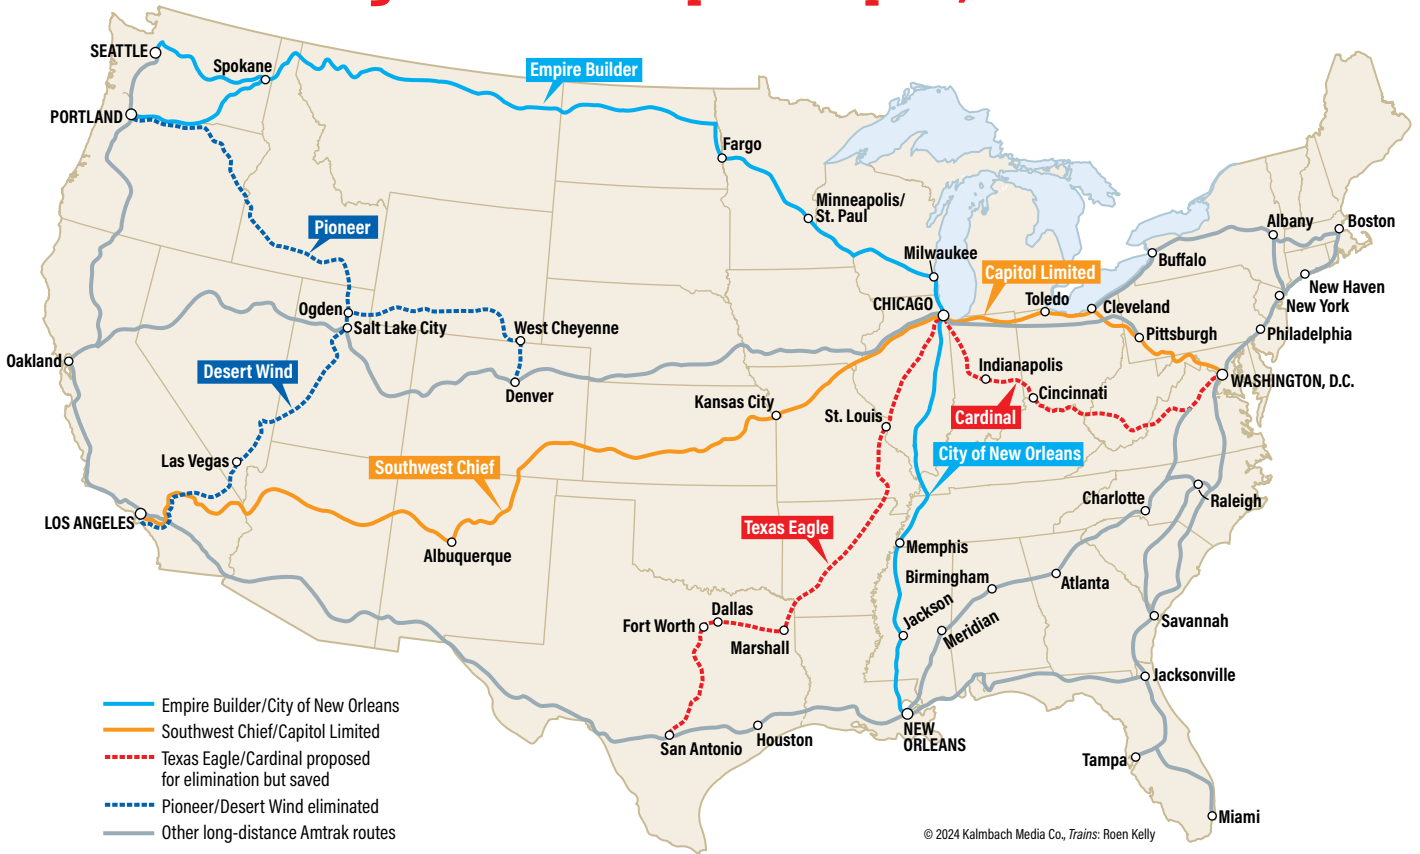 SEATTLE
Spokane
Empire Builder
PORTLAND
Fargo
Minneapolis/
St. Paul
Pioneer
Albany
Boston
Milwaukee
Buffalo
Capitol Limited
New Haven
CHICAGO
Toledo
Cleveland
New York
Ogden
Salt Lake City
West Cheyenne
Pittsburgh
Philadelphia
Oakland
Desert Wind
Indianapolis
WASHINGTON, D.C.
Denver
Kansas City
Cincinnati
St. Louis
Cardinal
Las Vegas
Southwest Chief
City of New Orleans
Charlotte
Raleigh
LOS ANGELES
Texas Eagle
Albuquerque
Memphis
Birmingham
Atlanta
Dallas
Jackson
Fort Worth
Meridian
Savannah
Marshall
Jacksonville
Empire Builder/City of New Orleans
Southwest Chief/Capitol Limited
Texas Eagle/Cardinal proposed
for elimination but saved
Pioneer/Desert Wind eliminated
Other long-distance Amtrak routes
San Antonio
Houston
NEW
ORLEANS
Tampa
Miami
© 2024 Kalmbach Media Co., Trains: Roen Kelly